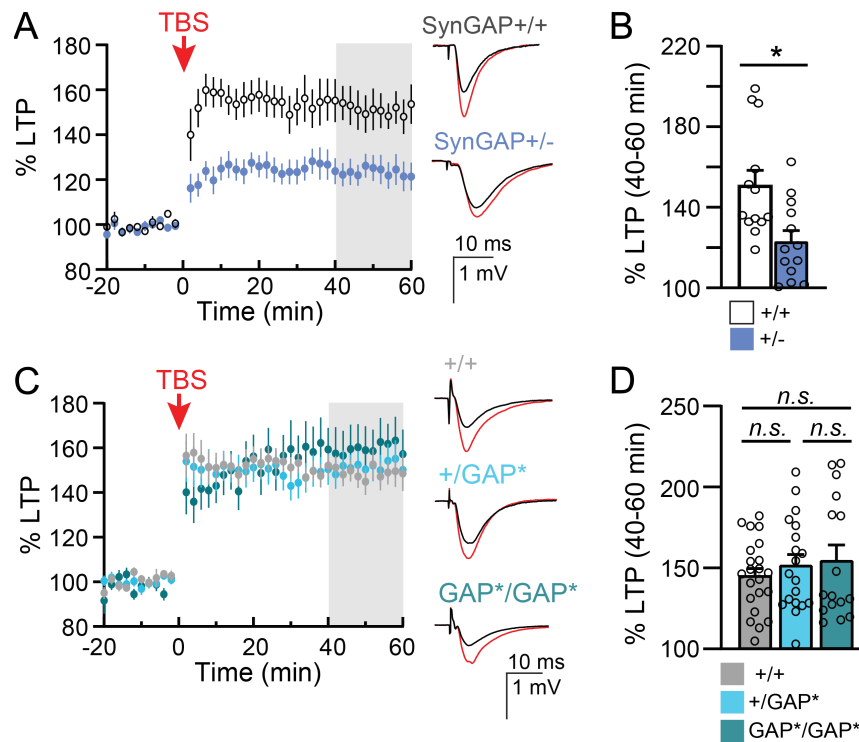 A
TBS
% LTP
180
160
140
120
100
80
-20
0
20
40
60
Time (min)
SynGAP+/+
SynGAP+/-
10 ms
1 mV
B
% LTP (40-60 min)
220
180
140
100
*
+/+
+/-
C
TBS
% LTP
180
160
140
120
100
80
-20
0
20
40
60
Time (min)
+/+
+/GAP*
GAP*/GAP*
10 ms
1 mV
D
% LTP (40-60 min)
250
200
150
100
n.s.
n.s.
n.s.
+/+
+/GAP*
GAP*/GAP*